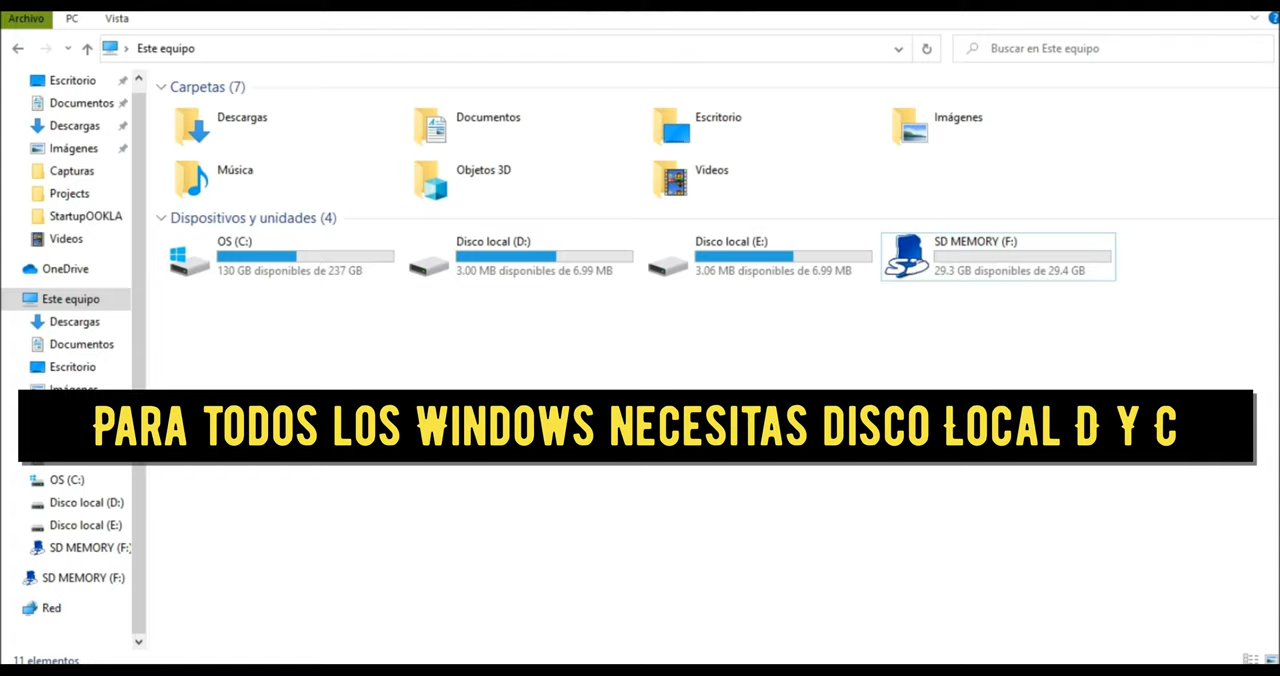 Archivo PC Vista
Este equipo
Buscar en Este equipo
Escritorio
Documentos
Descargas
Imágenes
Capturas
Projects
StartupOOKLA
Videos
OneDrive
Este equipo
Descargas
Documentos
Escritorio
Imágenes
OS (C:)
Disco local (D:)
Disco local (E:)
SD MEMORY (F:)
SD MEMORY (F:)
Red
Carpetas (7)
Descargas Documentos Escritorio Imágenes
Música Objetos 3D Videos
Dispositivos y unidades (4)
OS (C:)
130 GB disponibles de 237 GB
Disco local (D:)
3.00 MB disponibles de 6.99 MB
Disco local (E:)
3.06 MB disponibles de 6.99 MB
SD MEMORY (F:)
29.3 GB disponibles de 29.4 GB
PARA TODOS LOS WINDOWS NECESITAS DISCO LOCAL D Y C
11 elementos